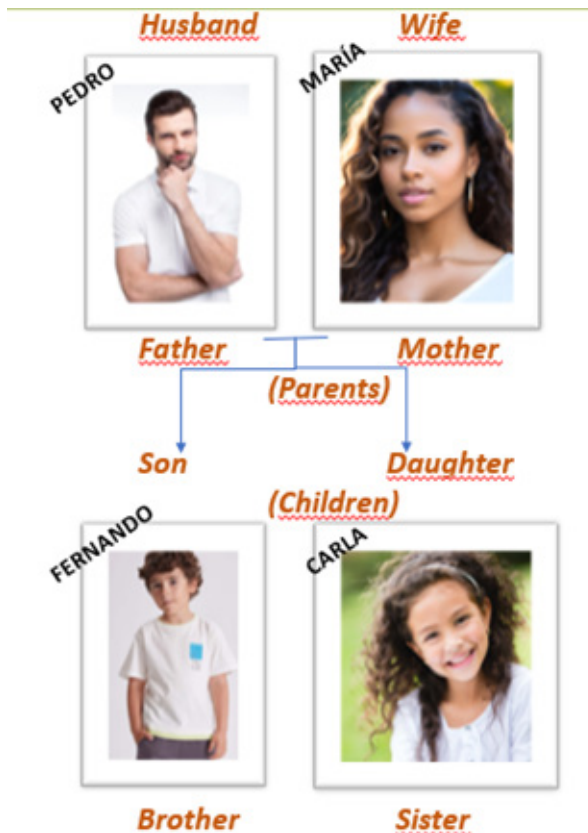 Husband Wife
PEDRO MARÍA
Father Mother
(Parents)
Son Daughter
(Children)
FERNANDO CARLA
Brother Sister